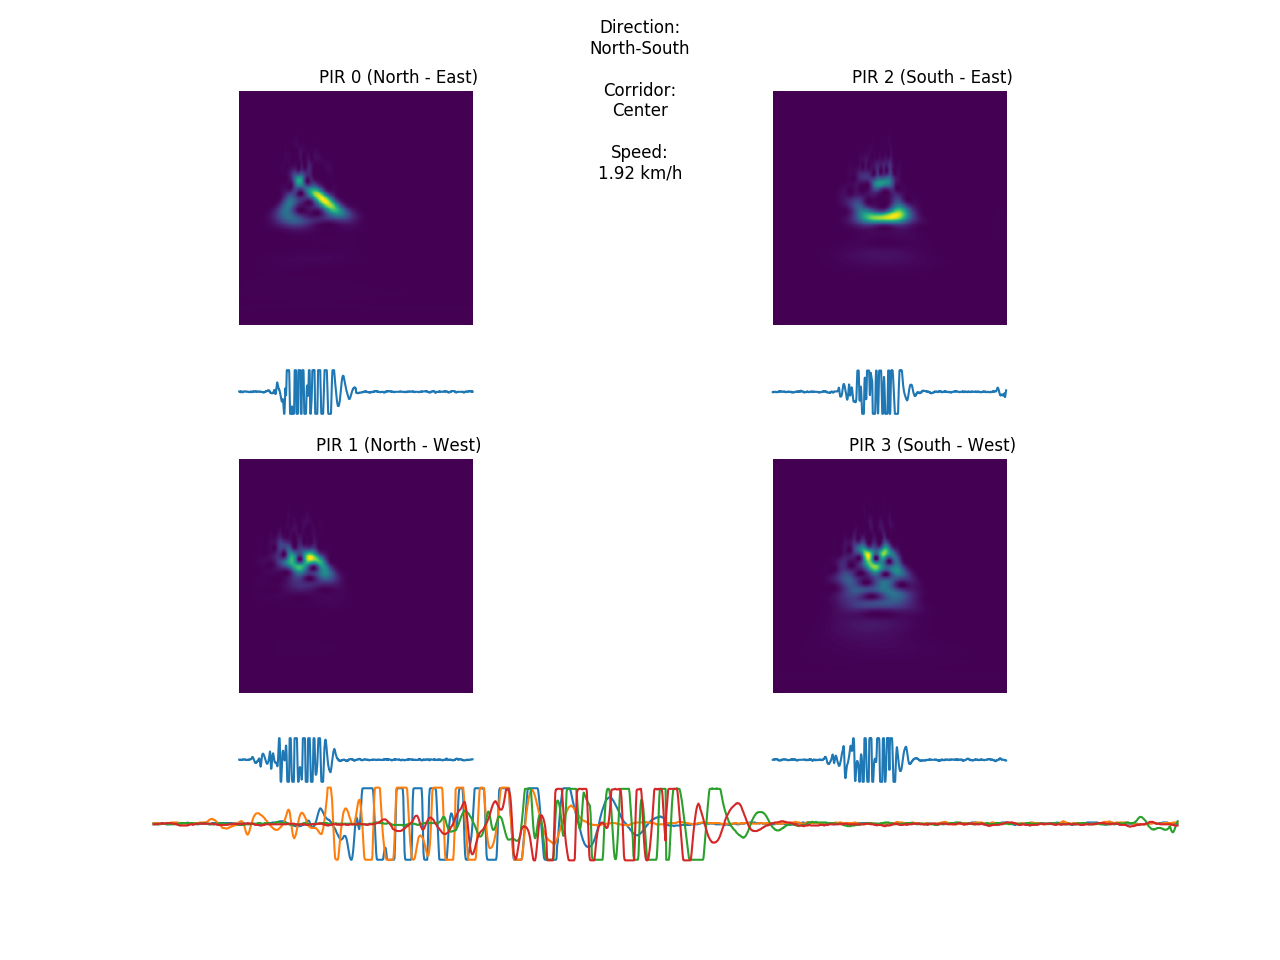 Direction:
North-South
Corridor:
Center
Speed:
1.92 km/h
PIR 0 (North - East)
PIR 2 (South - East)
PIR 1 (North - West)
PIR 3 (South - West)